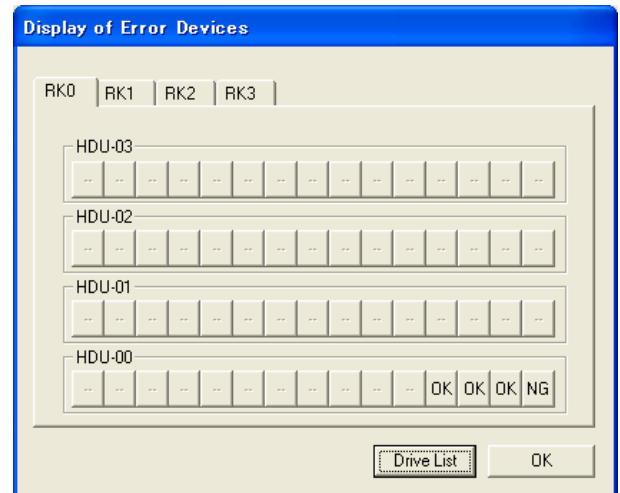 Display of Error Devices
RK0 RK1 RK2 RK3
HDU-03
-- -- -- -- -- -- -- -- -- -- -- -- -- -- --
HDU-02
-- -- -- -- -- -- -- -- -- -- -- -- -- -- --
HDU-01
-- -- -- -- -- -- -- -- -- -- -- -- -- -- --
HDU-00
-- -- -- -- -- -- -- -- -- -- -- OK OK OK NG
Drive List OK